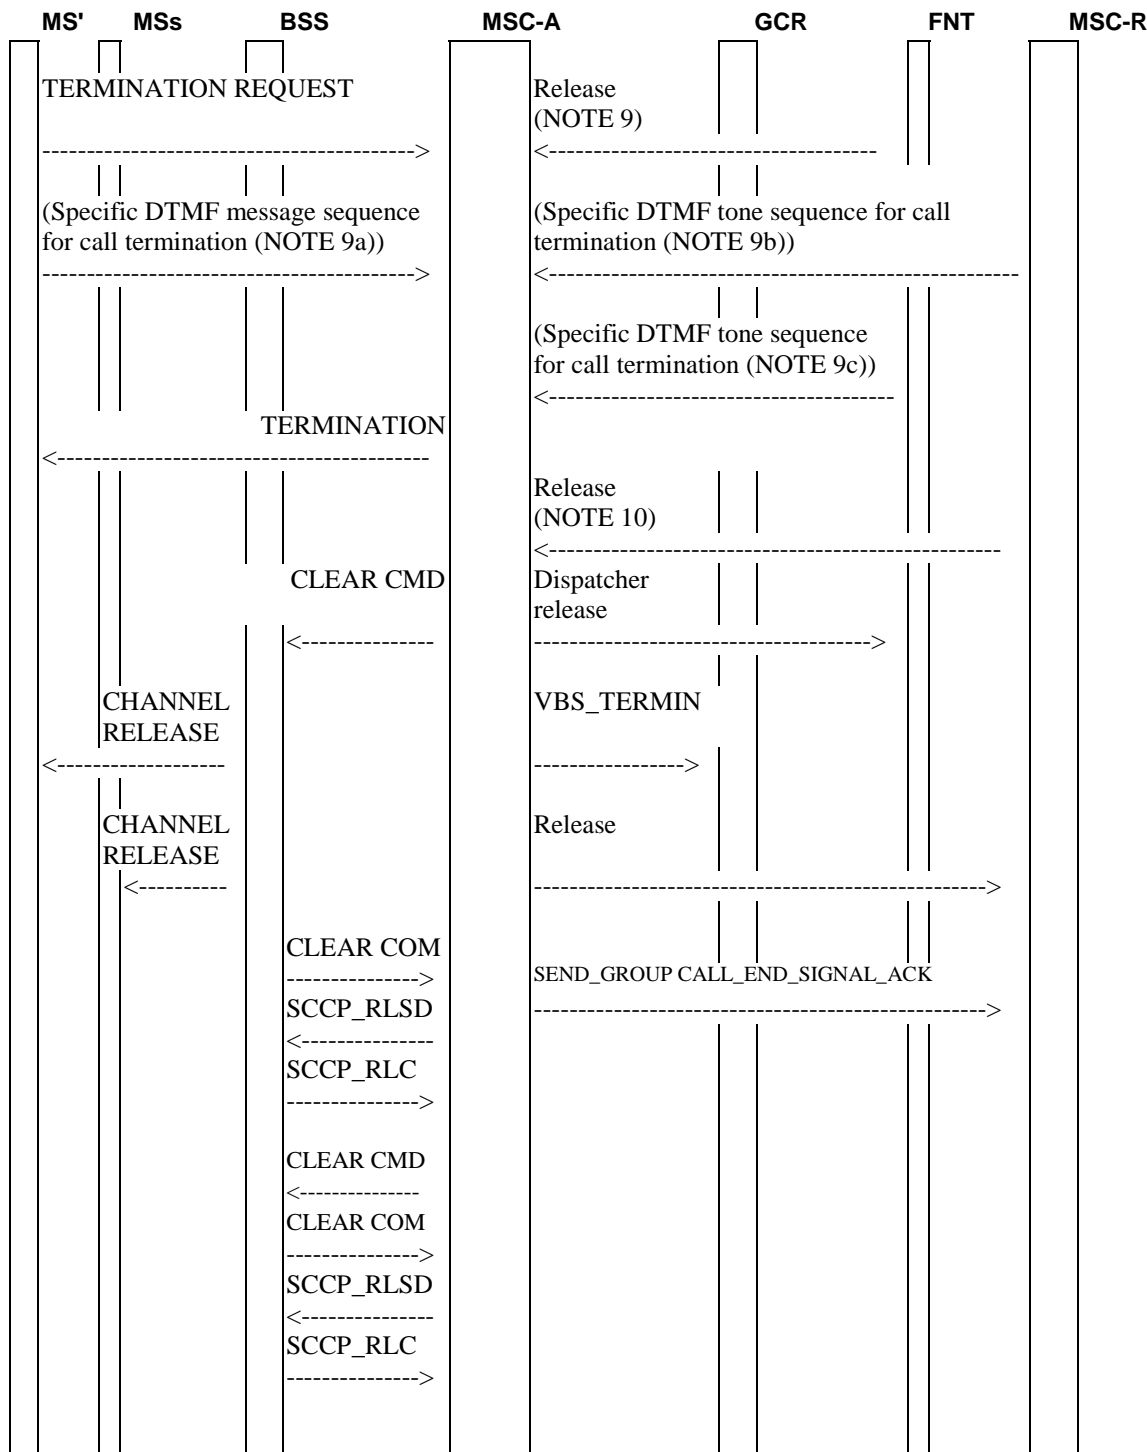 MS' MSs BSS MSC-A GCR FNT MSC-R
TERMINATION REQUEST
Release
(NOTE 9)
---------------------------------------->
<------------------------------------
(Specific DTMF message sequence
for call termination (NOTE 9a))
---------------------------------------->
(Specific DTMF tone sequence for call
termination (NOTE 9b))
<----------------------------------------------------
(Specific DTMF tone sequence
for call termination (NOTE 9c))
<--------------------------------------
TERMINATION
<----------------------------------------
Release
(NOTE 10)
<--------------------------------------------------
CLEAR CMD
<---------------
Dispatcher
release
------------------------------------->
CHANNEL
RELEASE
<-------------------
VBS_TERMIN
----------------->
CHANNEL
RELEASE
<----------
Release
-------------------------------------------------->
CLEAR COM
--------------->
SEND_GROUP CALL_END_SIGNAL_ACK
-------------------------------------------------->
SCCP_RLSD
<---------------
SCCP_RLC
--------------->
CLEAR CMD
<---------------
CLEAR COM
--------------->
SCCP_RLSD
<---------------
SCCP_RLC
--------------->